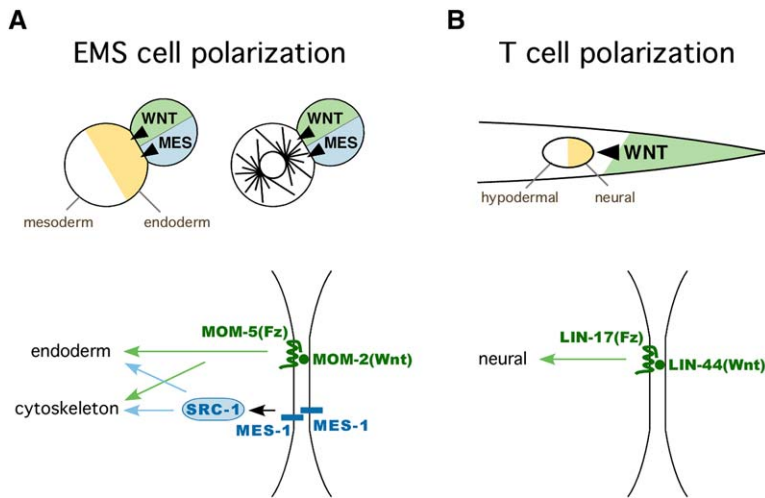 A
EMS cell polarization
WNT
MES
WNT
MES
mesoderm
endoderm
MOM-5(Fz)
endoderm
MOM-2(Wnt)
cytoskeleton
SRC-1
MES-1
MES-1
B
T cell polarization
WNT
hypodermal
neural
LIN-17(Fz)
neural
LIN-44(Wnt)